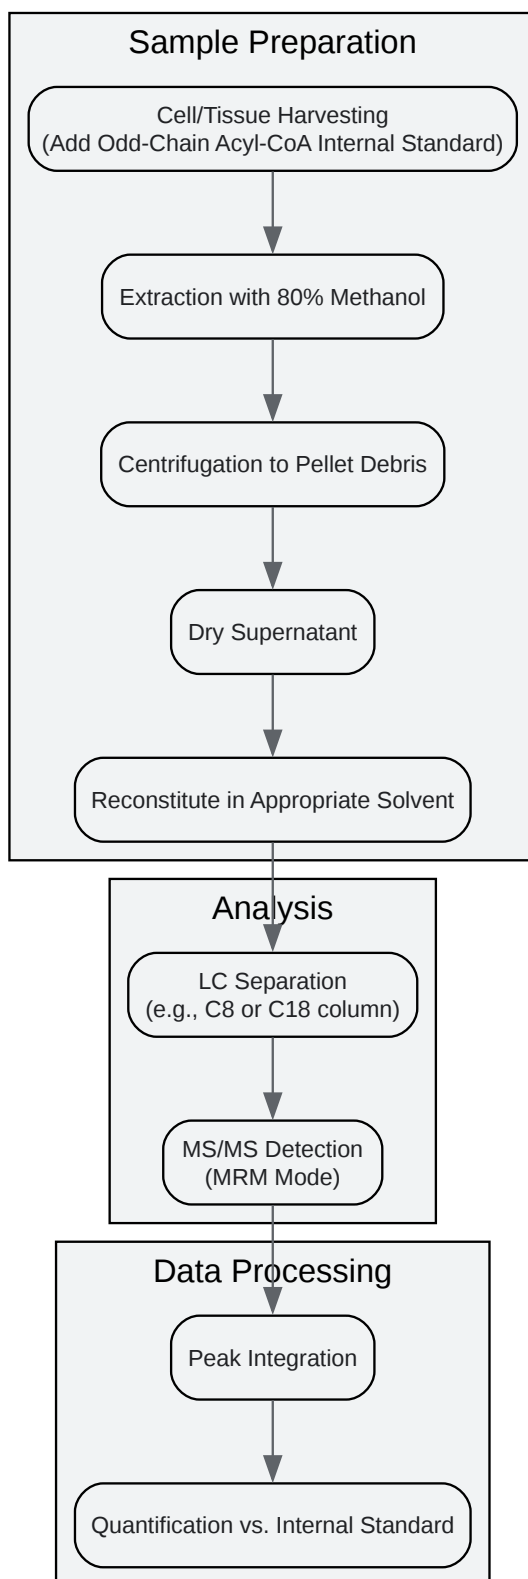 Sample Preparation
Cell/Tissue Harvesting
(Add Odd-Chain Acyl-CoA Internal Standard)
Extraction with 80% Methanol
Centrifugation to Pellet Debris
Dry Supernatant
Reconstitute in Appropriate Solvent
Analysis
LC Separation
(e.g., C8 or C18 column)
MS/MS Detection
(MRM Mode)
Data Processing
Peak Integration
Quantification vs. Internal Standard